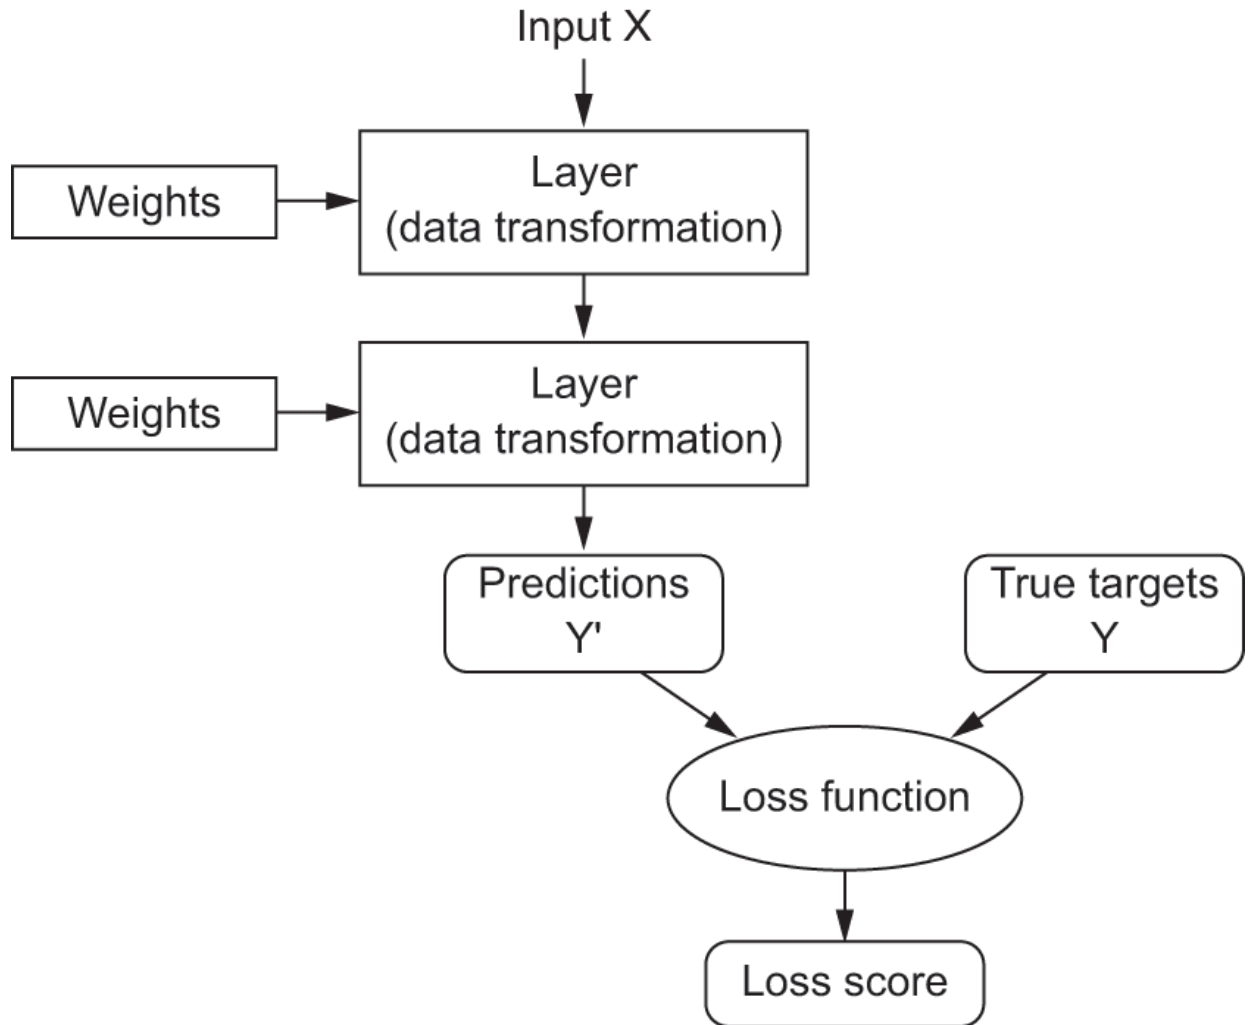 Input X
Weights
Layer
(data transformation)
Weights
Layer
(data transformation)
Predictions
Y'
True targets
Y
Loss function
Loss score